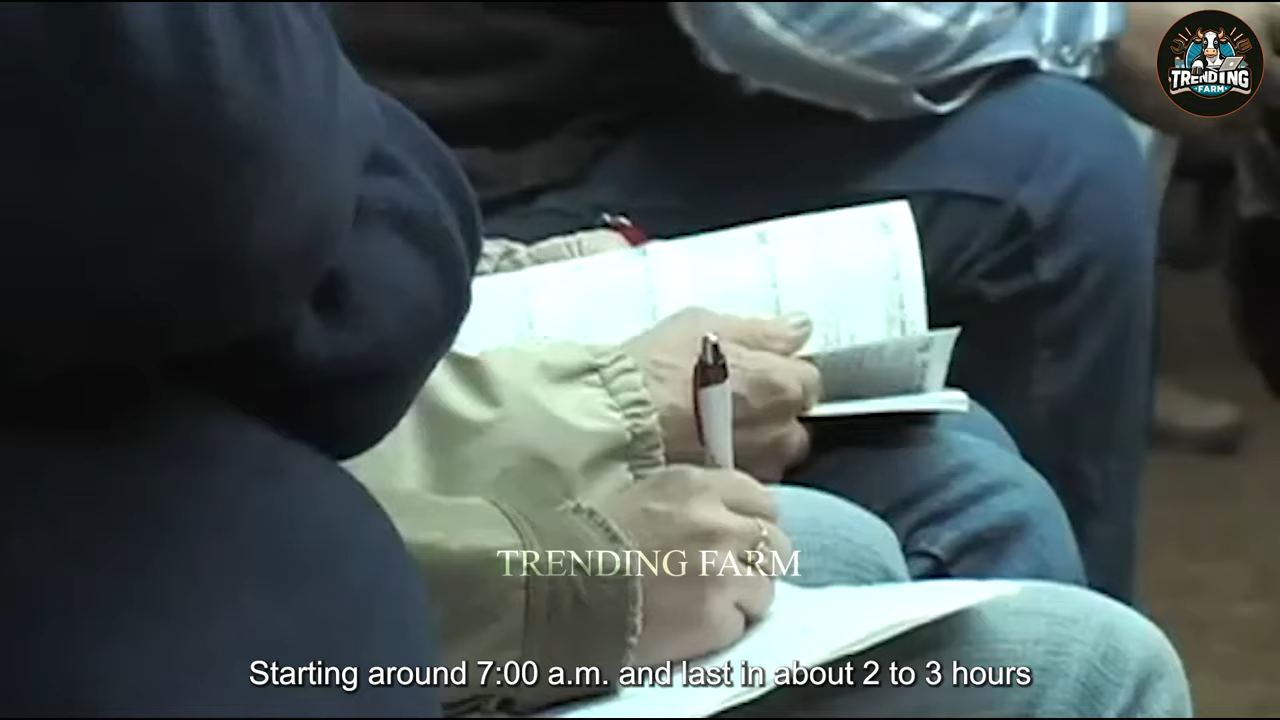 TRENDING
FARM
TRENDING FARM
Starting around 7:00 a.m. and last in about 2 to 3 hours